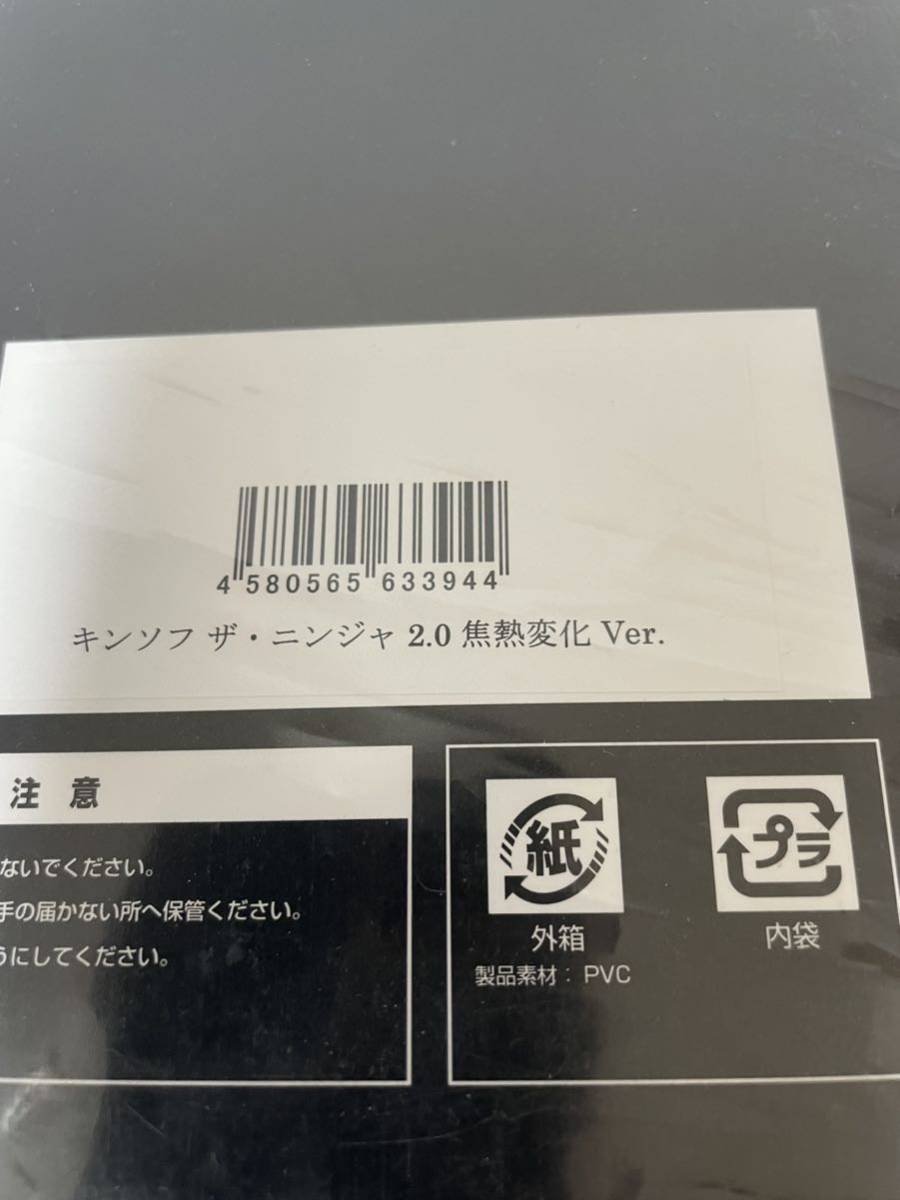 4 580565 633944
キンソフ ザ・ニンジャ 2.0 焦熱変化 Ver.
注 意
ないでください。
手の届かない所へ保管ください。
うにしてください。
紙
外箱
プラ
内袋
製品素材：PVC